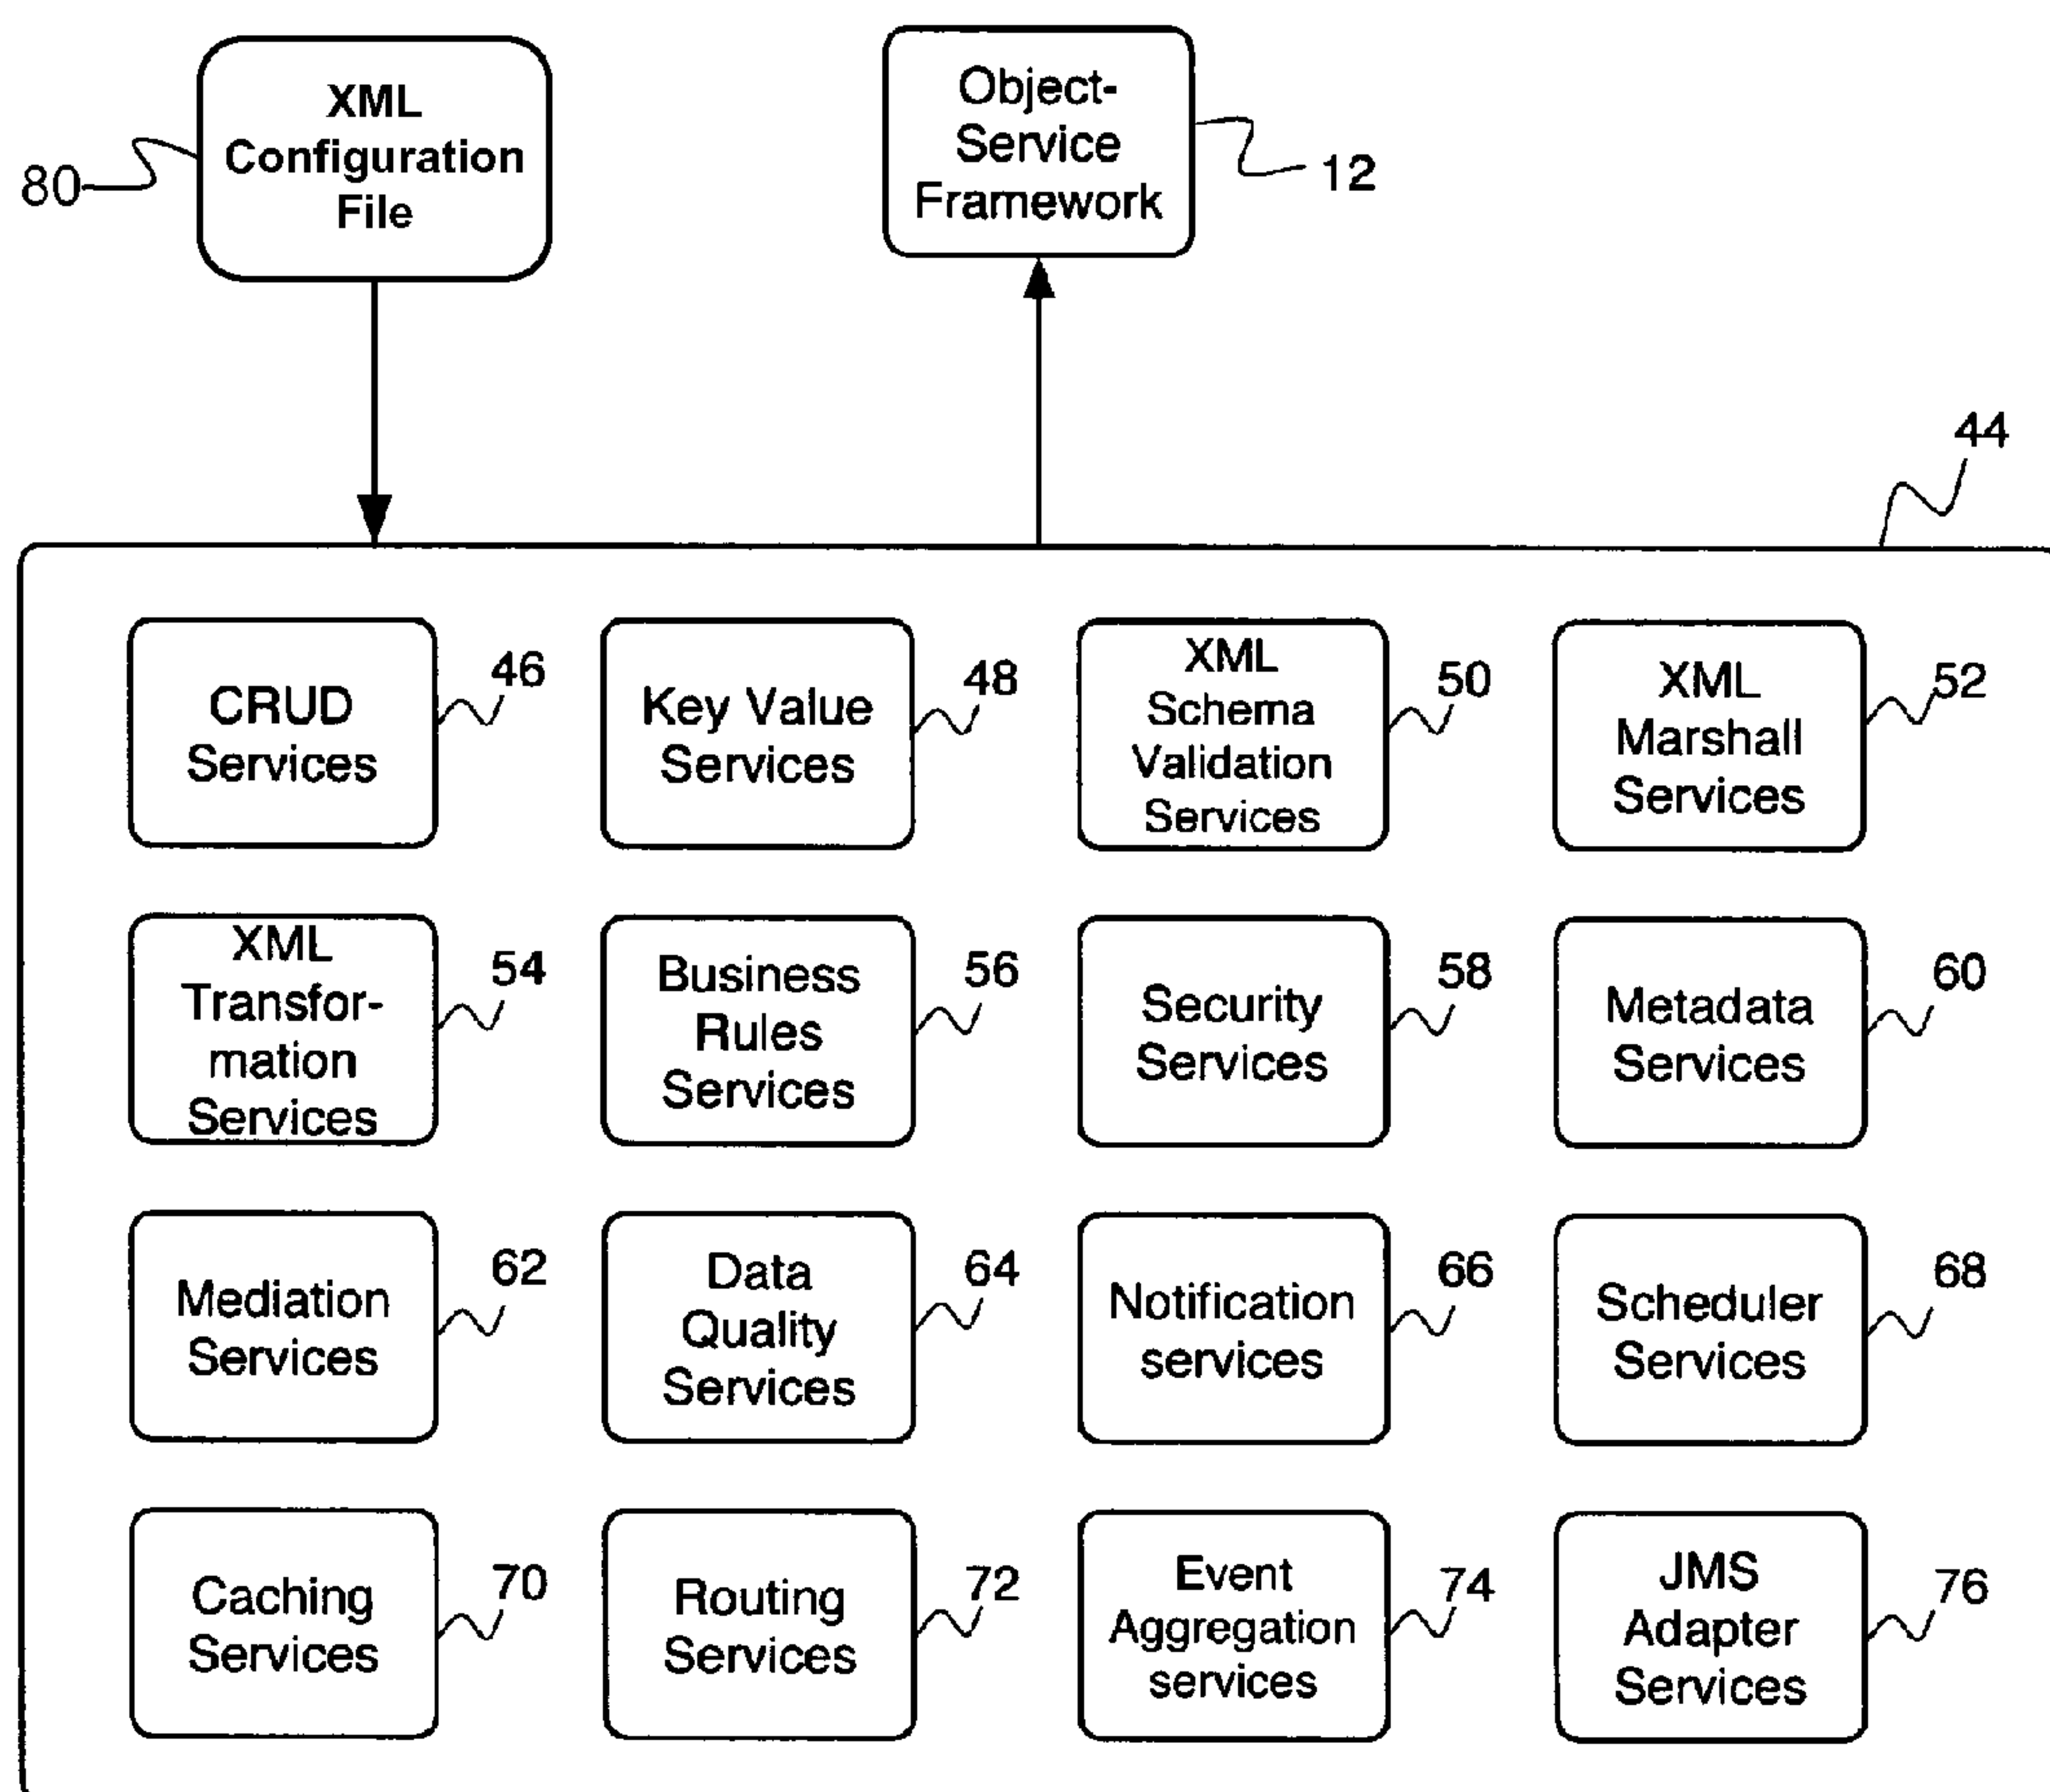 XML
Configuration
File
80
Object-
Service
Framework
12
44
CRUD
Services
46
Key Value
Services
48
XML
Schema
Validation
Services
50
XML
Marshall
Services
52
XML
Transfor-
mation
Services
54
Business
Rules
Services
56
Security
Services
58
Metadata
Services
60
Mediation
Services
62
Data
Quality
Services
64
Notification
services
66
Scheduler
Services
68
Caching
Services
70
Routing
Services
72
Event
Aggregation
services
74
JMS
Adapter
Services
76